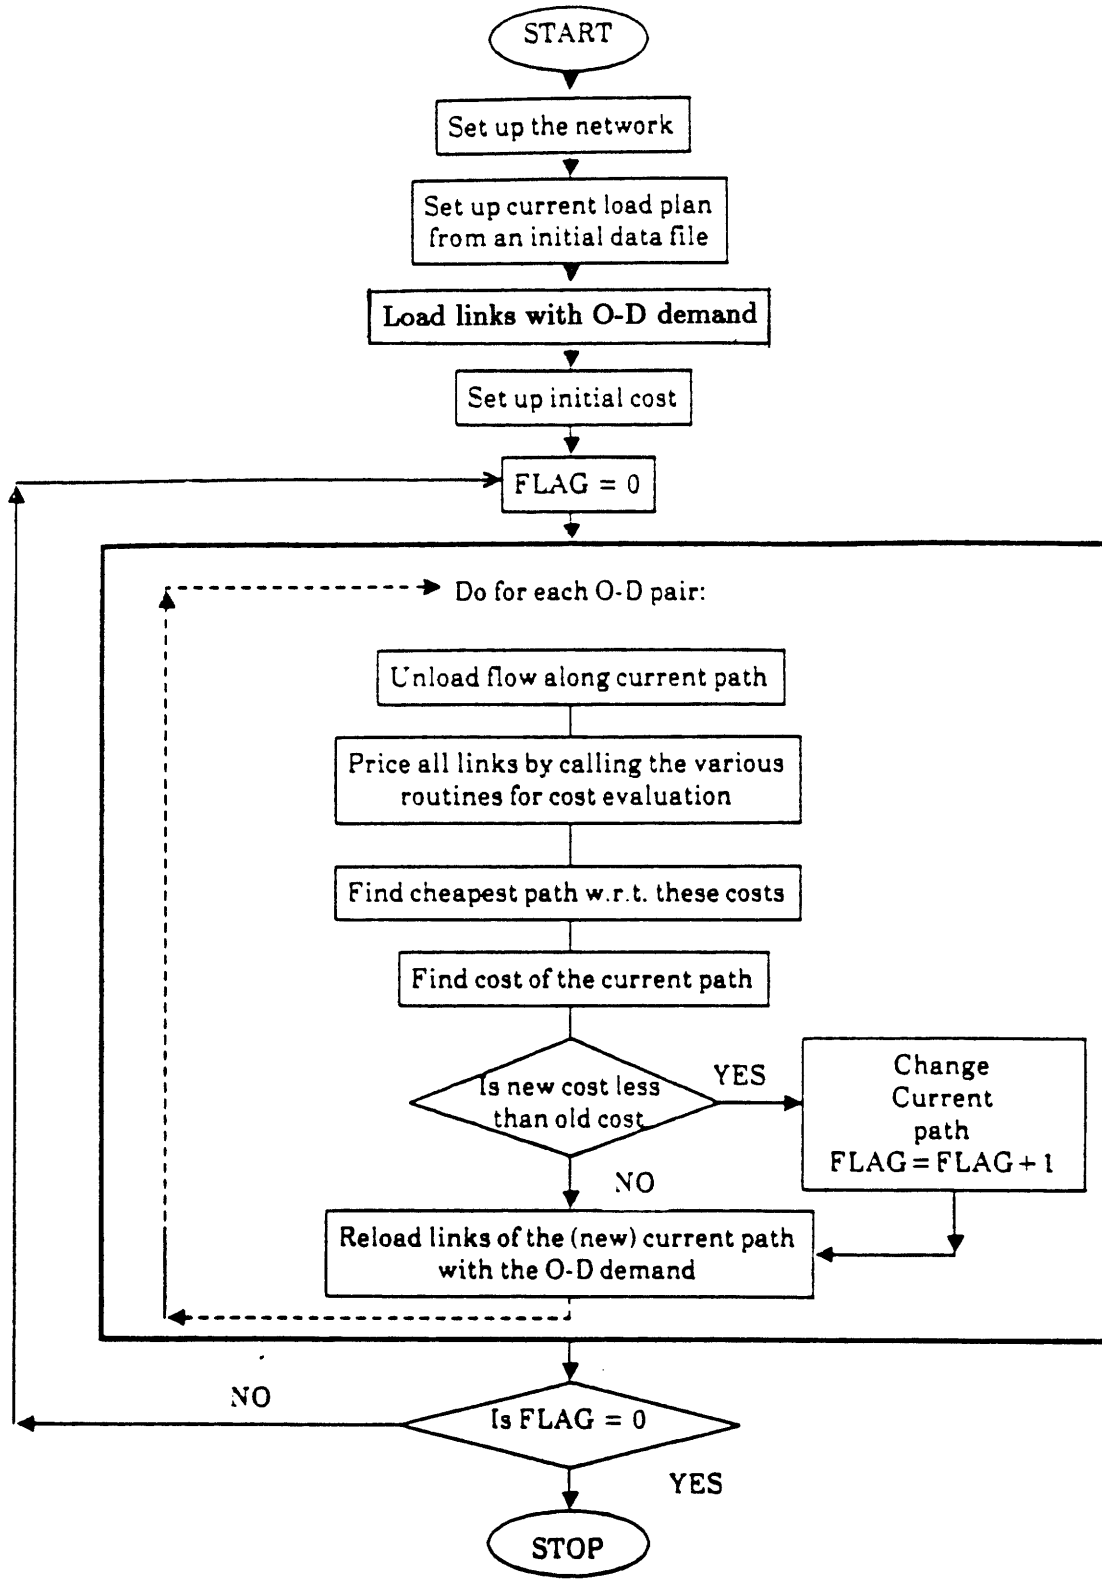 START
Set up the network
Set up current load plan
from an initial data file
Load links with O-D demand
Set up initial cost
FLAG = 0
Do for each O-D pair:
Unload flow along current path
Price all links by calling the various
routines for cost evaluation
Find cheapest path w.r.t. these costs
Find cost of the current path
Is new cost less
than old cost
YES
Change
Current
path
FLAG = FLAG + 1
NO
Reload links of the (new) current path
with the O-D demand
NO
Is FLAG = 0
YES
STOP